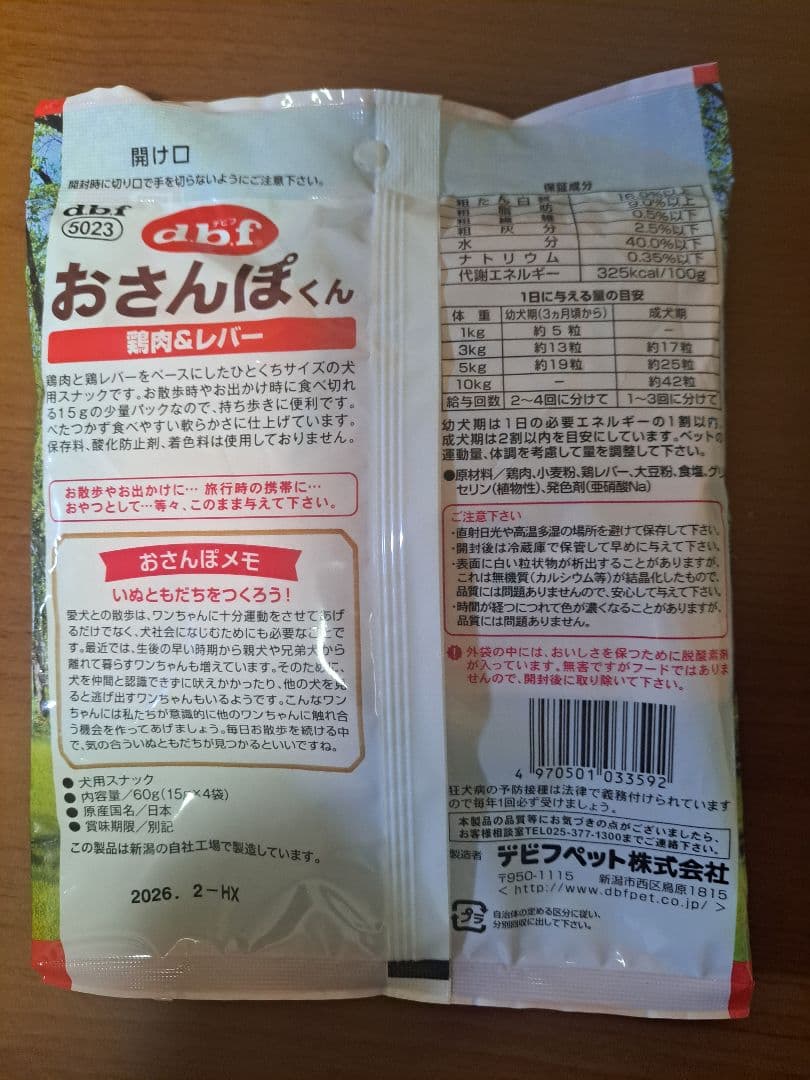 開け口
開封時に切り口で手を切らないようにご注意下さい。
d.b.f
5023
デビフ
d.b.f
おさんぽくん
鶏肉&レバー
鶏肉と鶏レバーをベースにしたひとくちサイズの犬
用スナックです。お散歩時やお出かけ時に食べ切れ
る15gの少量パックなので、持ち歩きに便利です。
べたつかず食べやすい軟らかさに仕上げています。
保存料、酸化防止剤、着色料は使用しておりません。
お散歩やお出かけに… 旅行時の携帯に…
おやつとして…等々、このまま与えて下さい。
おさんぽメモ
いぬともだちをつくろう!
愛犬との散歩は、ワンちゃんに十分運動をさせてあげ
るだけでなく、犬社会になじむためにも必要なことで
す。最近では、生後の早い時期から親犬や兄弟犬から
離れて暮らすワンちゃんも増えています。そのために、
犬を仲間と認識できずに吠えかかったり、他の犬を見
ると逃げ出すワンちゃんもいるようです。こんなワン
ちゃんには私たちが意識的に他のワンちゃんに触れ合
う機会を作ってあげましょう。毎日お散歩を続ける中
で、気の合ういぬともだちが見つかるといいですね。
● 犬用スナック
● 内容量/60g(15g×4袋)
● 原産国名/日本
● 賞味期限/別記
この製品は新潟の自社工場で製造しています。
2026. 2-HX
保証成分
粗たん白質 16.9%以上
粗脂肪 9.0%以上
粗繊維 0.5%以下
粗灰分 2.5%以下
水分 40.0%以下
ナトリウム 0.35%以下
代謝エネルギー 325kcal/100g
1日に与える量の目安
体重 幼犬期(3ヵ月頃から) 成犬期
1kg 約5粒 −
3kg 約13粒 約17粒
5kg 約19粒 約25粒
10kg − 約42粒
給与回数 2〜4回に分けて 1〜3回に分けて
幼犬期は1日の必要エネルギーの1割以内、
成犬期は2割以内を目安にしています。ペットの
運動量、体調を考慮して量を調整して下さい。
●原材料/鶏肉、小麦粉、鶏レバー、大豆粉、食塩、グリ
セリン(植物性)、発色剤(亜硝酸Na)
ご注意下さい
・直射日光や高温多湿の場所を避けて保存して下さい。
・開封後は冷蔵庫で保管して早めに与えて下さい。
・表面に白い粒状物が析出することがありますが、
これは無機質(カルシウム等)が結晶化したもので、
品質には問題ありませんので、安心して与えて下さい。
・時間が経つにつれて色が濃くなることがありますが、
品質には問題ありません。
! 外袋の中には、おいしさを保つために脱酸素剤
が入っています。無害ですがフードではありま
せんので、開封後に取り除いて下さい。
4 970501 033592
狂犬病の予防接種は法律で義務付けられています
ので毎年1回必ず受けましょう。
本製品の品質等にお気づきの点がございましたら、
お客様相談室TEL025-377-1300までご連絡下さい。
製造者 デビフペット株式会社
〒950-1115 新潟市西区鳥原1815
< http://www.dbfpet.co.jp/ >
プラ
自治体の定める区分に従い、
分別回収に出して下さい。